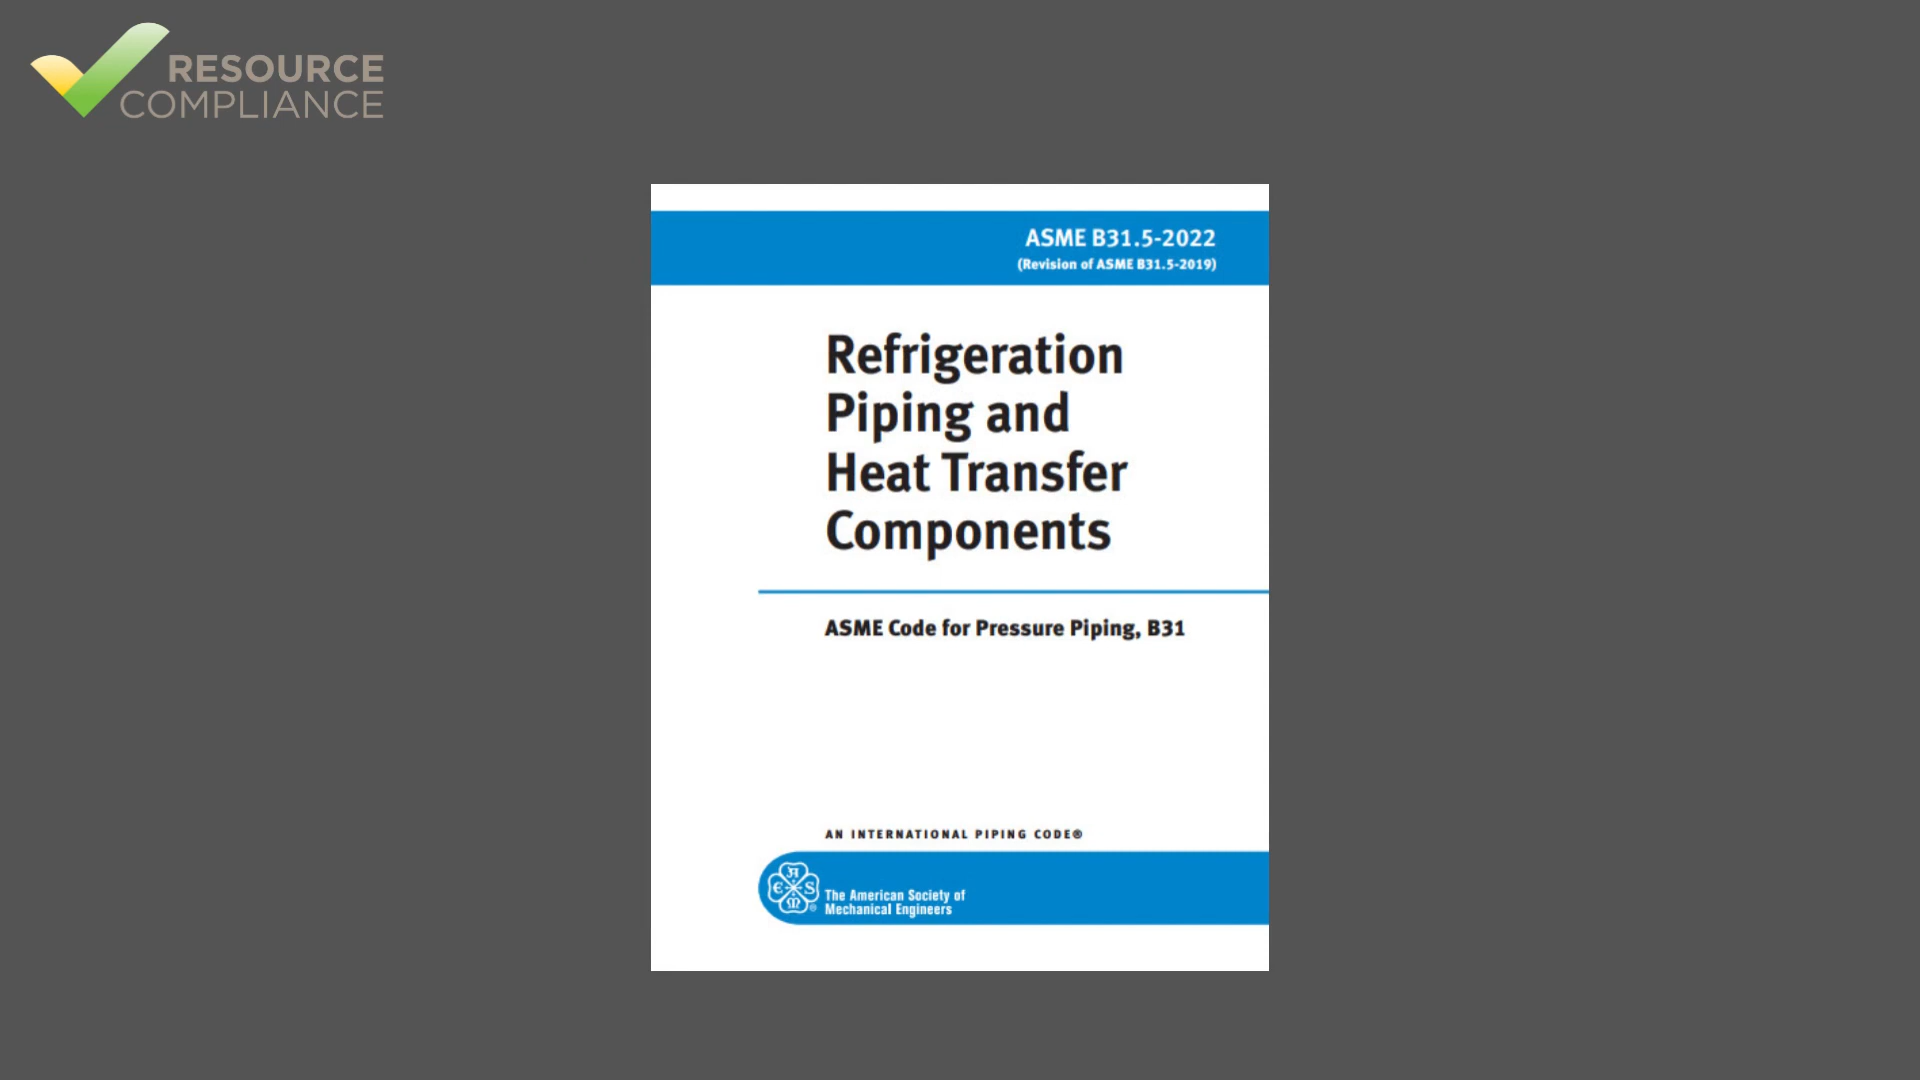 RESOURCE
COMPLIANCE
ASME B31.5-2022
(Revision of ASME B31.5-2019)
Refrigeration
Piping and
Heat Transfer
Components
ASME Code for Pressure Piping, B31
AN INTERNATIONAL PIPING CODE®
The American Society of
Mechanical Engineers